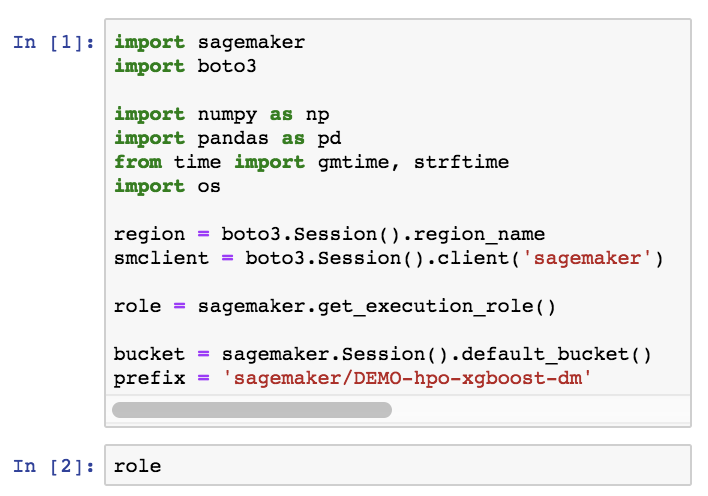 In [1]:
import sagemaker
import boto3
import numpy as np
import pandas as pd
from time import gmtime, strftime
import os
region = boto3.Session().region_name
smclient = boto3.Session().client('sagemaker')
role = sagemaker.get_execution_role()
bucket = sagemaker.Session().default_bucket()
prefix = 'sagemaker/DEMO-hpo-xgboost-dm'
In [2]:
role